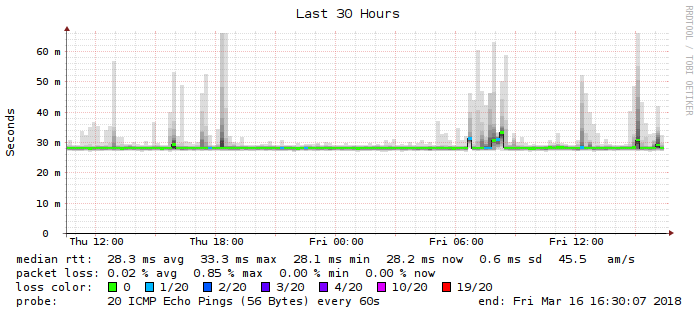 Last 30 Hours
RRDTOOL / TOBI OETIKER
Seconds
60 m
50 m
40 m
30 m
20 m
10 m
0
Thu 12:00 Thu 18:00 Fri 00:00 Fri 06:00 Fri 12:00
median rtt: 28.3 ms avg 33.3 ms max 28.1 ms min 28.2 ms now 0.6 ms sd 45.5 am/s
packet loss: 0.02 % avg 0.85 % max 0.00 % min 0.00 % now
loss color: 0 1/20 2/20 3/20 4/20 10/20 19/20
probe: 20 ICMP Echo Pings (56 Bytes) every 60s end: Fri Mar 16 16:30:07 2018